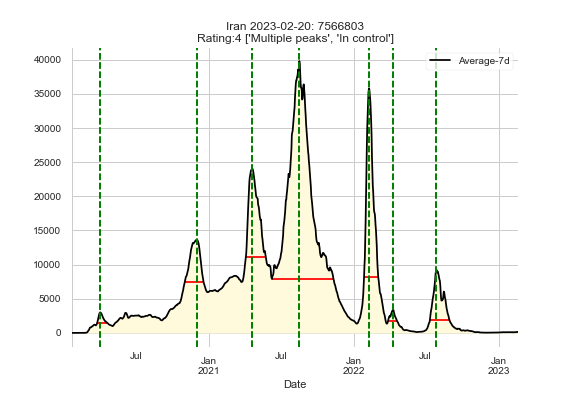 Iran 2023-02-20: 7566803
Rating:4 ['Multiple peaks', 'In control']
Average-7d
40000
35000
30000
25000
20000
15000
10000
5000
0
Jul
Jan
2021
Jul
Jan
2022
Jul
Jan
2023
Date